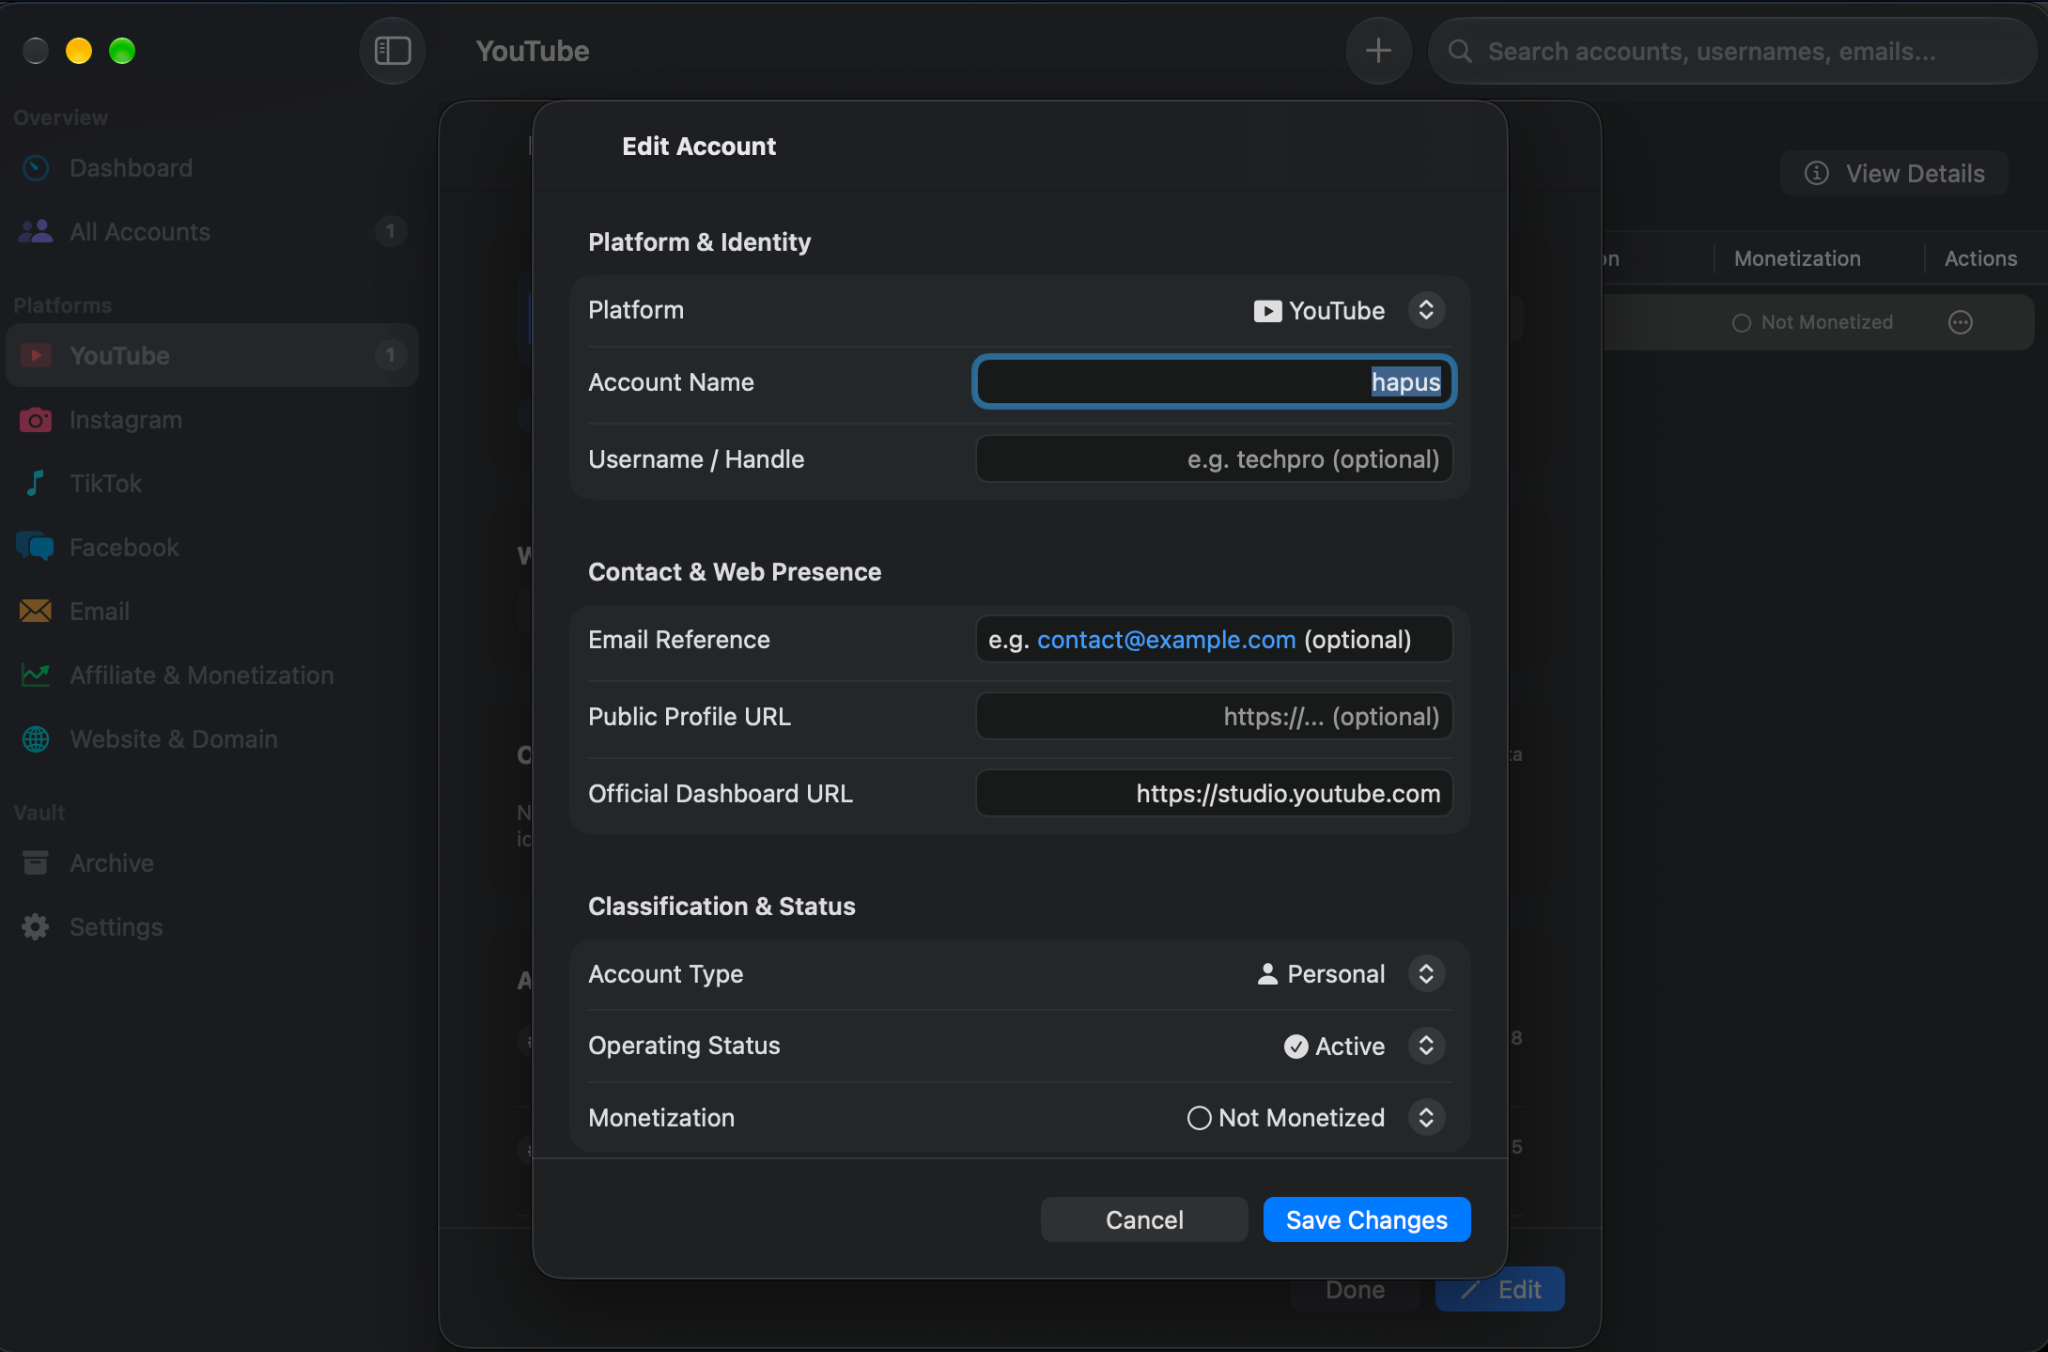 YouTube
Search accounts, usernames, emails...
Overview
Dashboard
All Accounts 1
Platforms
YouTube 1
Instagram
TikTok
Facebook
Email
Affiliate & Monetization
Website & Domain
Vault
Archive
Settings
Edit Account
Platform & Identity
Platform YouTube
Account Name hapus
Username / Handle e.g. techpro (optional)
Contact & Web Presence
Email Reference e.g. contact@example.com (optional)
Public Profile URL https://... (optional)
Official Dashboard URL https://studio.youtube.com
Classification & Status
Account Type Personal
Operating Status Active
Monetization Not Monetized
Cancel Save Changes
Done Edit
View Details
Monetization Actions
Not Monetized